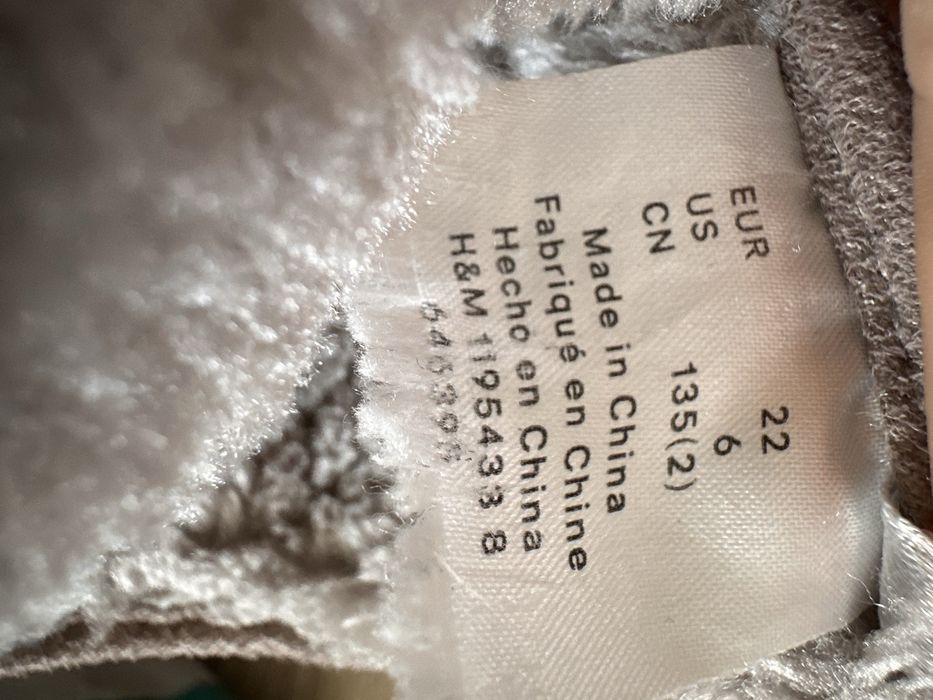 EUR 22
US 6
CN 135(2)
Made in China
Fabriqué en Chine
Hecho en China
H&M 1195433 8